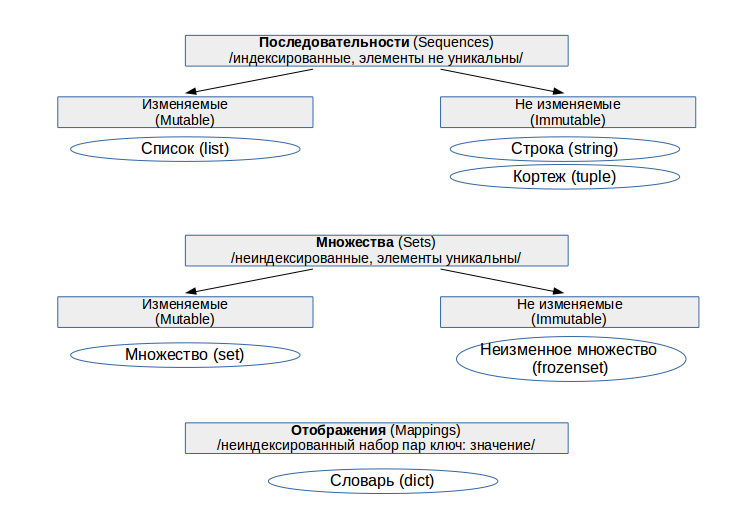 Последовательности (Sequences)
/индексированные, элементы не уникальны/
Изменяемые
(Mutable)
Не изменяемые
(Immutable)
Список (list)
Строка (string)
Кортеж (tuple)
Множества (Sets)
/неиндексированные, элементы уникальны/
Изменяемые
(Mutable)
Не изменяемые
(Immutable)
Множество (set)
Неизменное множество
(frozenset)
Отображения (Mappings)
/неиндексированный набор пар ключ: значение/
Словарь (dict)